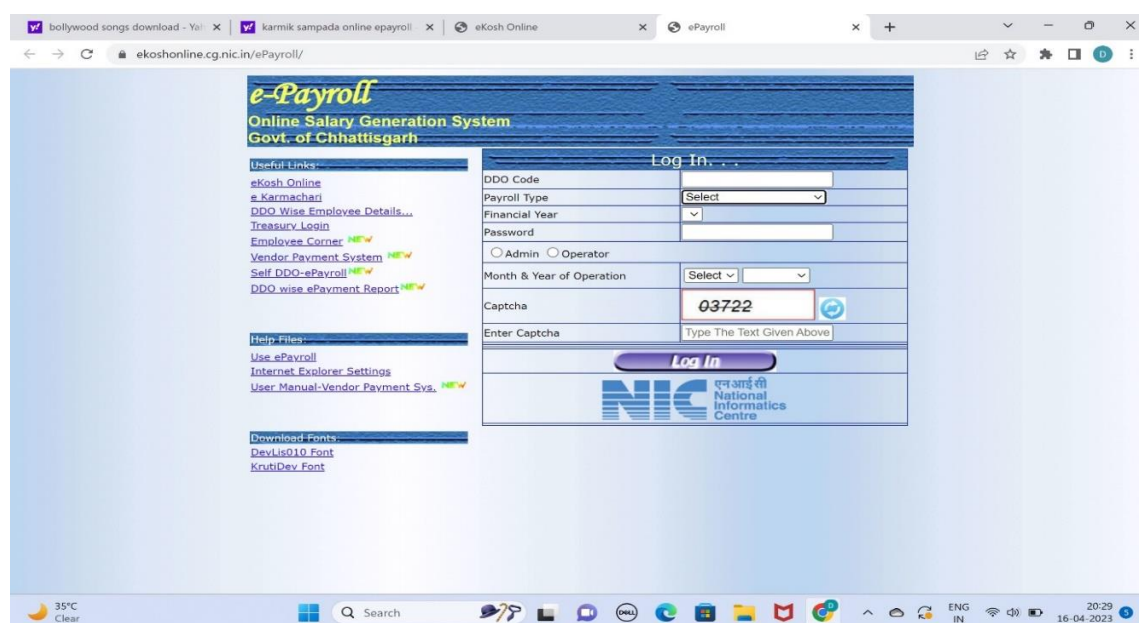 bollywood songs download - Yah
karmik sampada online epayroll
eKosh Online
ePayroll
ekoshonline.cg.nic.in/ePayroll/
D
e-Payroll
Online Salary Generation System
Govt. of Chhattisgarh
Useful Links:
eKosh Online
e Karmachari
DDO Wise Employee Details...
Treasury Login
Employee Corner NEW
Vendor Payment System NEW
Self DDO-ePayroll NEW
DDO wise ePayment Report NEW
Help Files:
Use ePayroll
Internet Explorer Settings
User Manual-Vendor Payment Sys. NEW
Download Fonts:
DevLis010 Font
KrutiDev Font
Log In. . .
DDO Code
Payroll Type Select
Financial Year
Password
Admin Operator
Month & Year of Operation Select
Captcha 03722
Enter Captcha Type The Text Given Above
Log In
NIC
एन आई सी
National
Informatics
Centre
35°C
Clear
Search
DELL
ENG
IN
20:29
16-04-2023
5